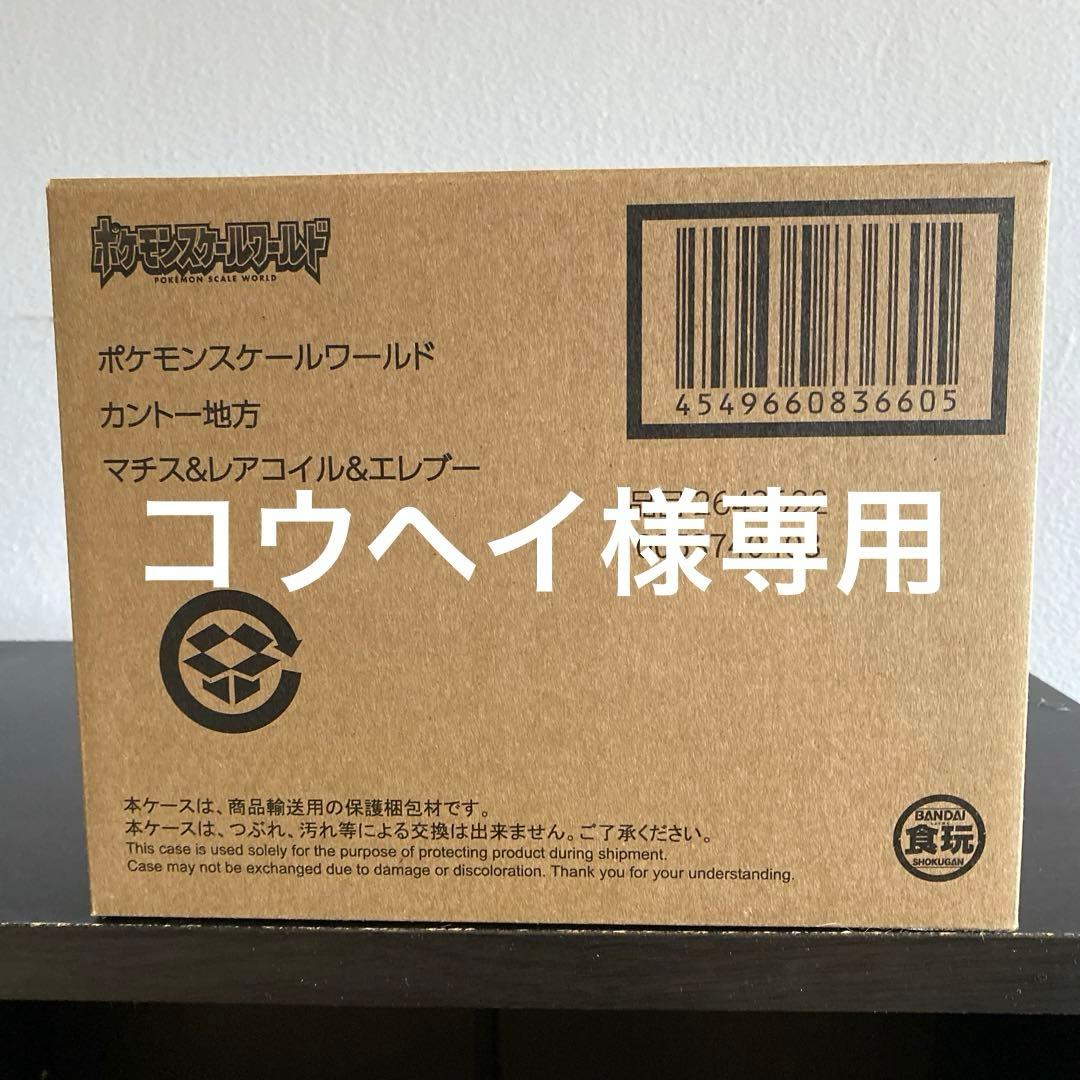 ポケモンスケールワールド
POKÉMON SCALE WORLD
4549660836605
ポケモンスケールワールド
カントー地方
マチス&レアコイル&エレブー
コウヘイ様専用
本ケースは、商品輸送用の保護梱包材です。
本ケースは、つぶれ、汚れ等による交換は出来ません。ご了承ください。
This case is used solely for the purpose of protecting product during shipment.
Case may not be exchanged due to damage or discoloration. Thank you for your understanding.
BANDAI
食玩
SHOKUGAN